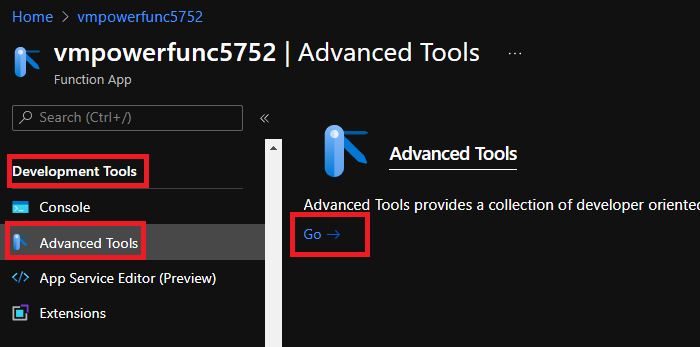 Home > vmpowerfunc5752
vmpowerfunc5752 | Advanced Tools ...
Function App
Search (Ctrl+/) «
Development Tools
Console
Advanced Tools
App Service Editor (Preview)
Extensions
Advanced Tools
Advanced Tools provides a collection of developer oriente
Go →